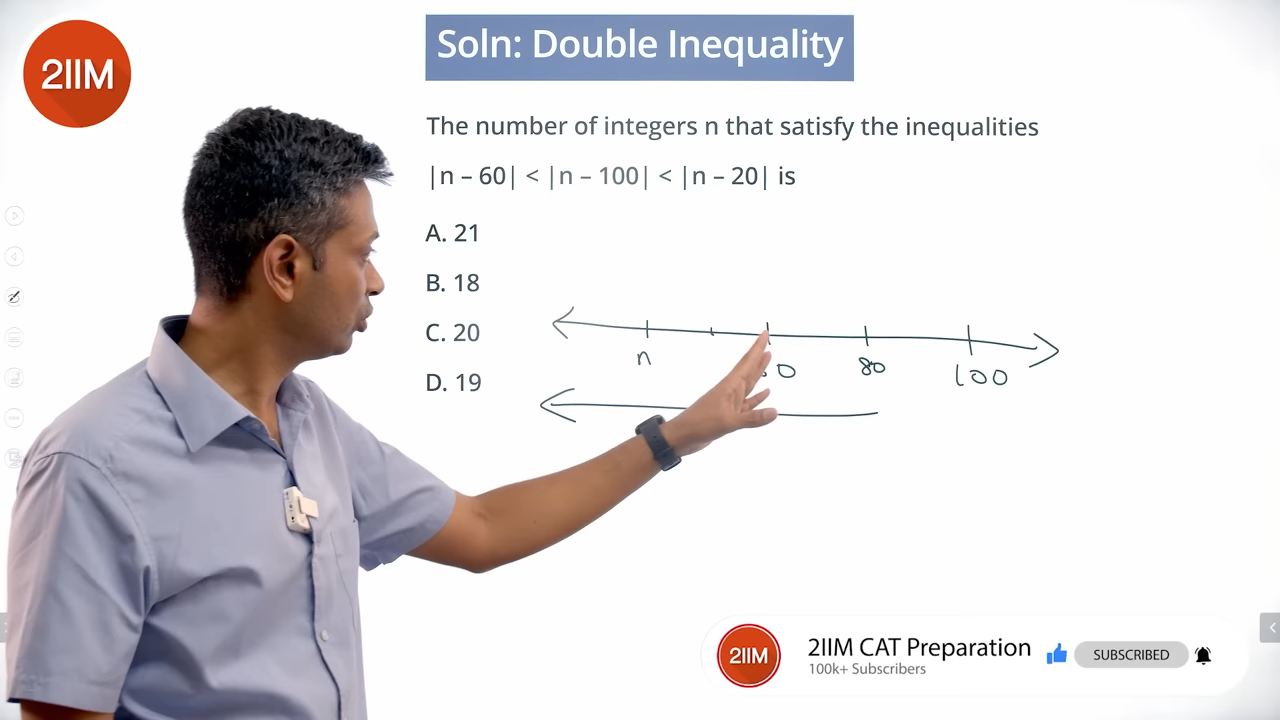 2IIM
Soln: Double Inequality
The number of integers n that satisfy the inequalities
|n – 60| < |n – 100| < |n – 20| is
A. 21
B. 18
C. 20
D. 19
n
80
100
2IIM
2IIM CAT Preparation
100k+ Subscribers
SUBSCRIBED